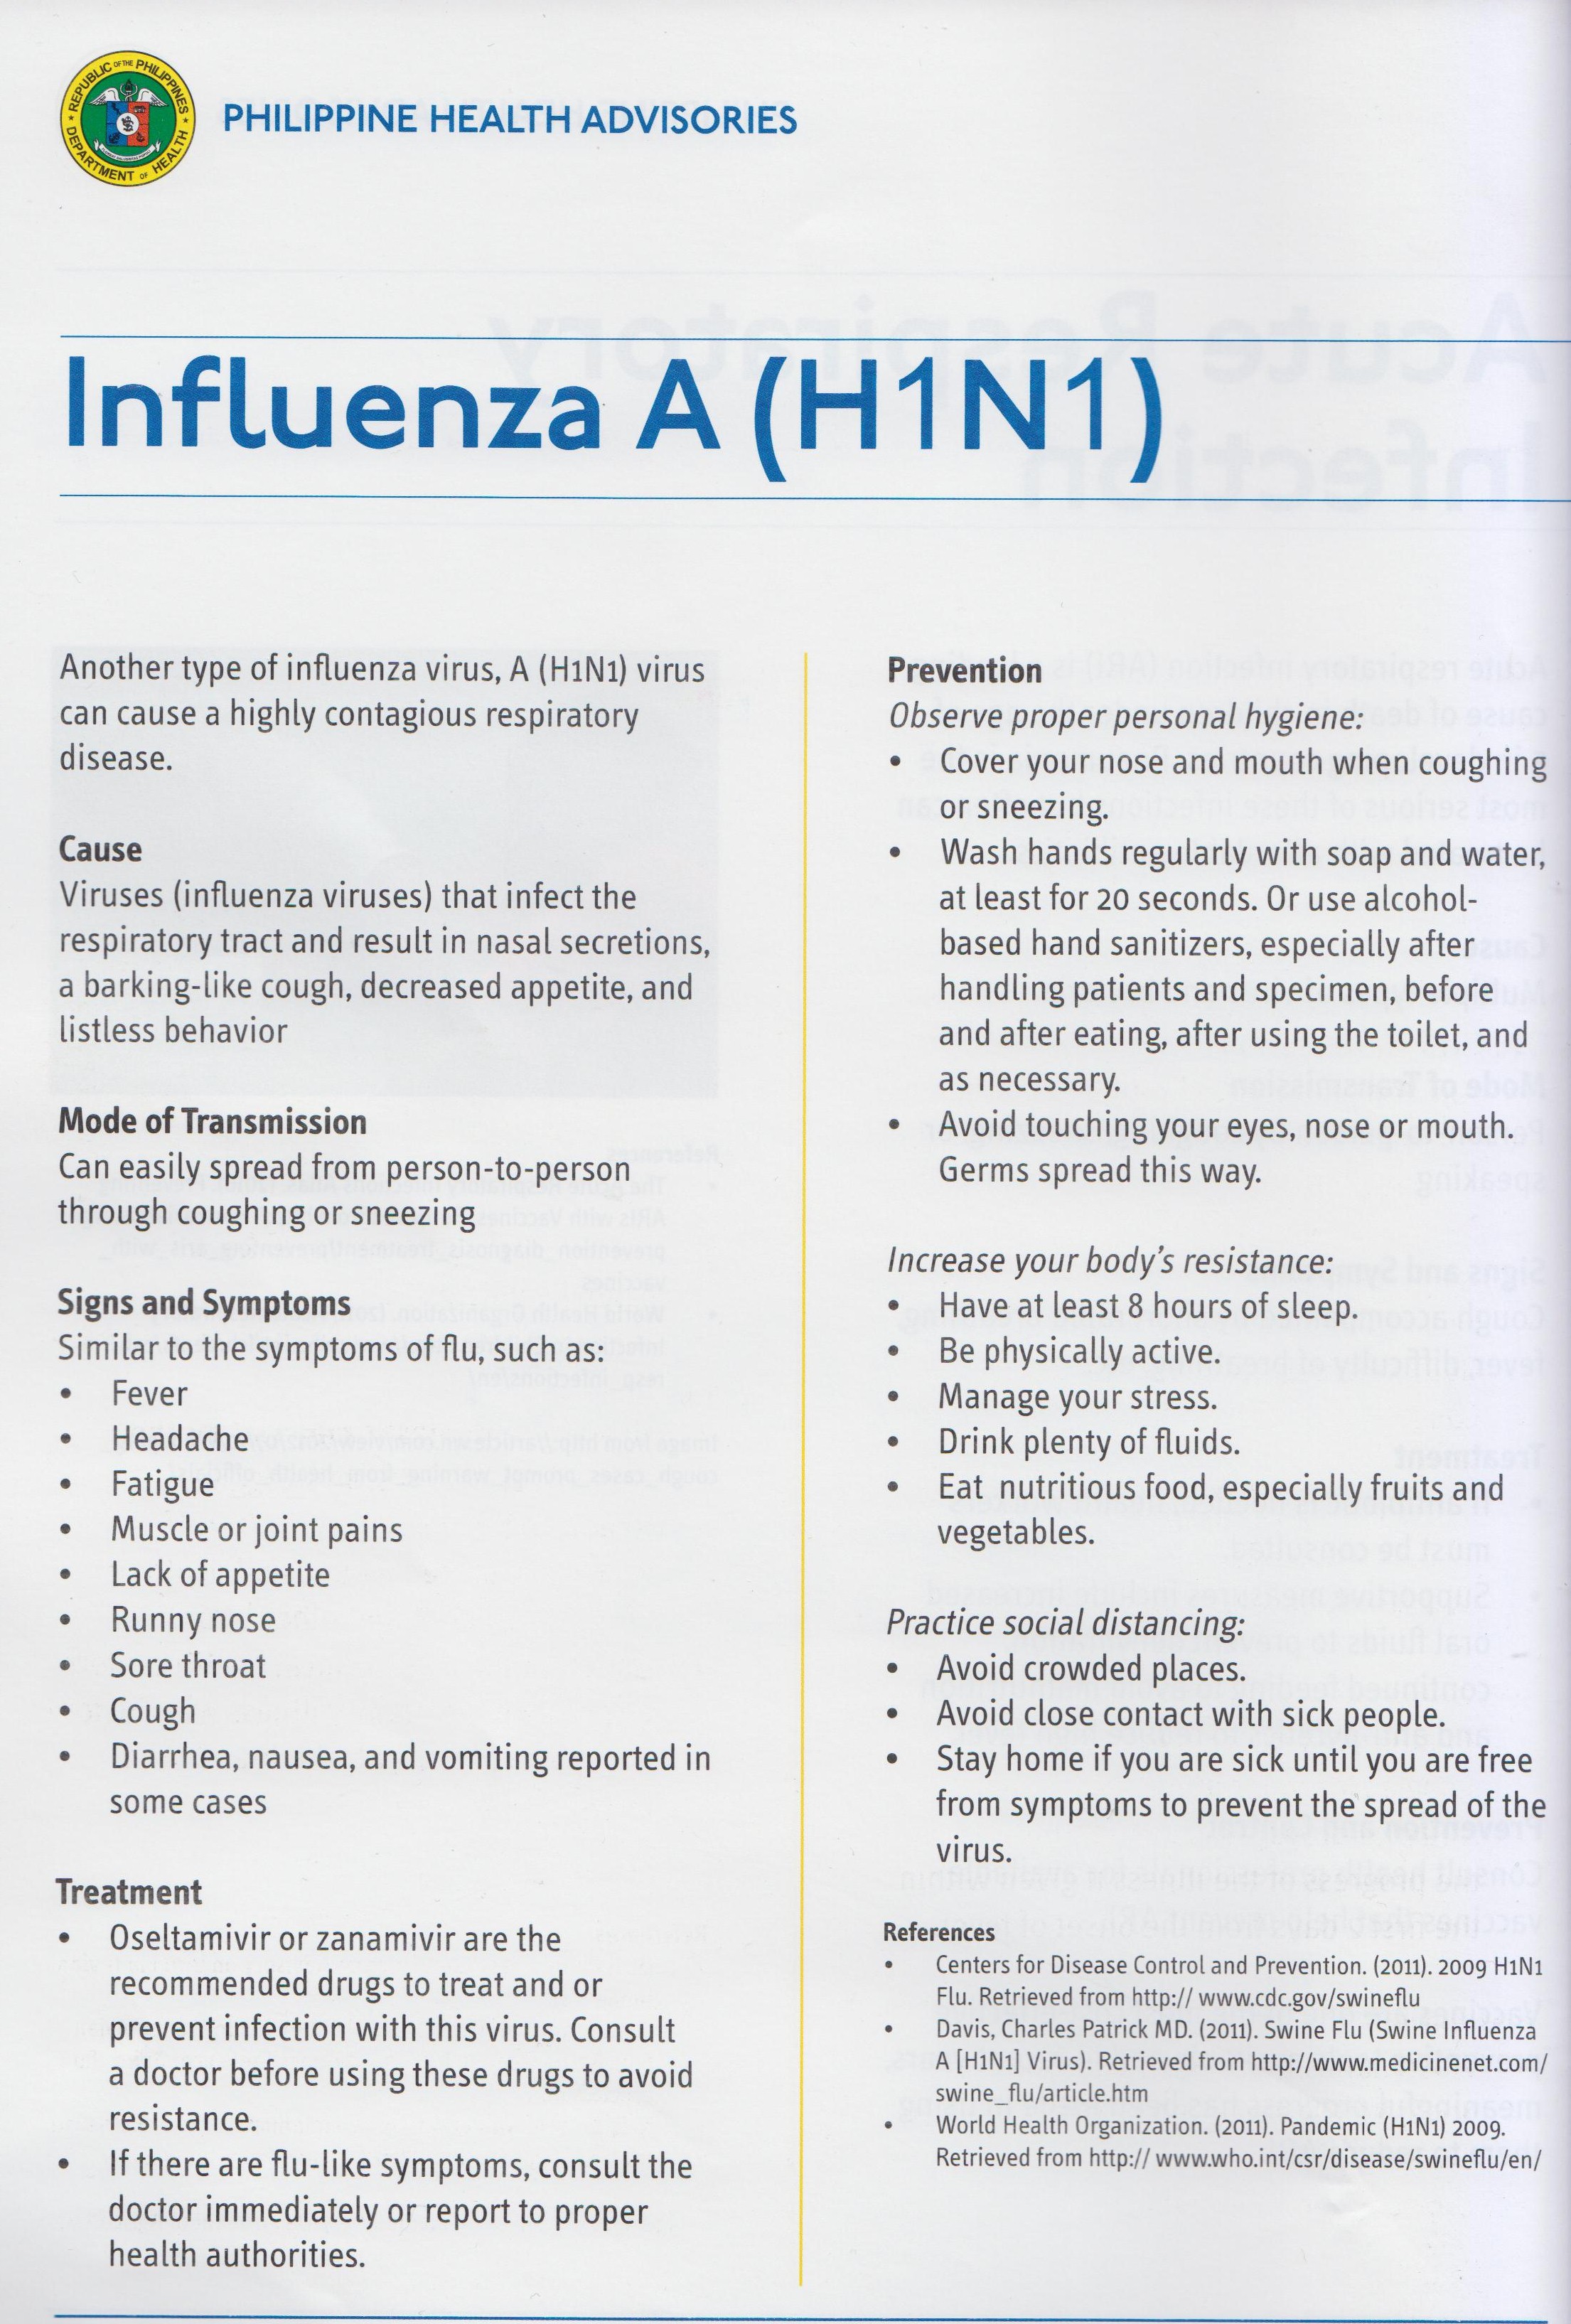 REPUBLIC OF THE PHILIPPINES
DEPARTMENT OF HEALTH
PHILIPPINE HEALTH ADVISORIES
Influenza A (H1N1)
Another type of influenza virus, A (H1N1) virus
can cause a highly contagious respiratory
disease.
Cause
Viruses (influenza viruses) that infect the
respiratory tract and result in nasal secretions,
a barking-like cough, decreased appetite, and
listless behavior
Mode of Transmission
Can easily spread from person-to-person
through coughing or sneezing
Signs and Symptoms
Similar to the symptoms of flu, such as:
• Fever
• Headache
• Fatigue
• Muscle or joint pains
• Lack of appetite
• Runny nose
• Sore throat
• Cough
• Diarrhea, nausea, and vomiting reported in
some cases
Treatment
• Oseltamivir or zanamivir are the
recommended drugs to treat and or
prevent infection with this virus. Consult
a doctor before using these drugs to avoid
resistance.
• If there are flu-like symptoms, consult the
doctor immediately or report to proper
health authorities.
Prevention
Observe proper personal hygiene:
• Cover your nose and mouth when coughing
or sneezing.
• Wash hands regularly with soap and water,
at least for 20 seconds. Or use alcohol-
based hand sanitizers, especially after
handling patients and specimen, before
and after eating, after using the toilet, and
as necessary.
• Avoid touching your eyes, nose or mouth.
Germs spread this way.
Increase your body's resistance:
• Have at least 8 hours of sleep.
• Be physically active.
• Manage your stress.
• Drink plenty of fluids.
• Eat nutritious food, especially fruits and
vegetables.
Practice social distancing:
• Avoid crowded places.
• Avoid close contact with sick people.
• Stay home if you are sick until you are free
from symptoms to prevent the spread of the
virus.
References
• Centers for Disease Control and Prevention. (2011). 2009 H1N1
Flu. Retrieved from http:// www.cdc.gov/swineflu
• Davis, Charles Patrick MD. (2011). Swine Flu (Swine Influenza
A [H1N1] Virus). Retrieved from http://www.medicinenet.com/
swine_flu/article.htm
• World Health Organization. (2011). Pandemic (H1N1) 2009.
Retrieved from http:// www.who.int/csr/disease/swineflu/en/